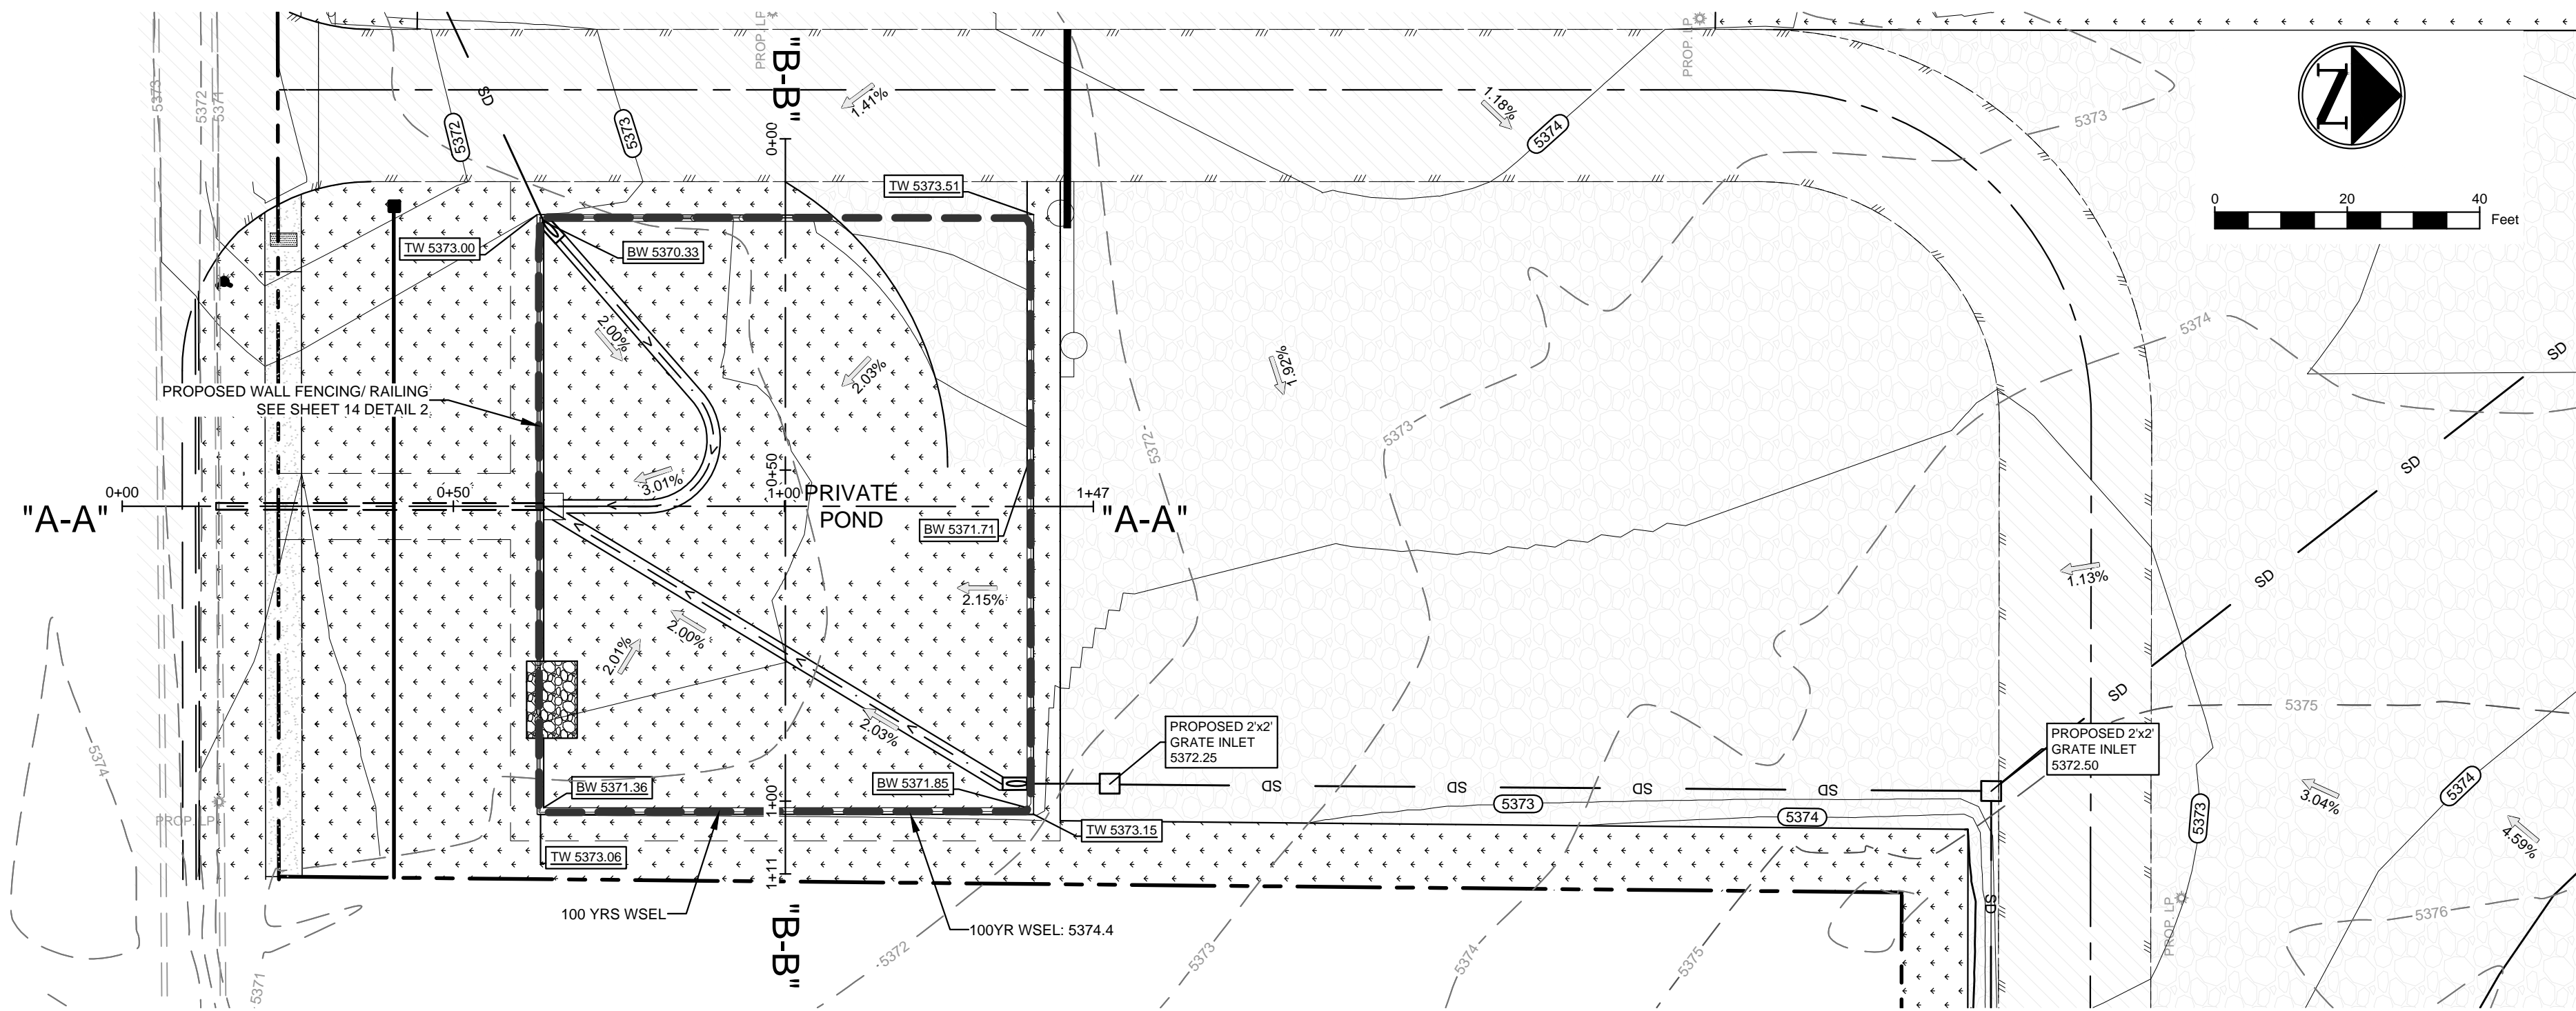 5373
5372
5371
SD
5372
5373
PROP. LP
"B-B"
0+00
1.41%
PROP. LP
1.18%
5374
5373
N
0 20 40
Feet
TW 5373.51
TW 5373.00
BW 5370.33
2.00%
2.03%
1.92%
5374
SD
PROPOSED WALL FENCING/ RAILING
SEE SHEET 14 DETAIL 2
5372
5373
SD
3.01%
0+50
"A-A"
0+00
0+50
1+00
PRIVATE
POND
1+47
"A-A"
BW 5371.71
2.15%
1.13%
SD
2.00%
2.01%
2.03%
SD
5375
PROPOSED 2'x2'
GRATE INLET
5372.25
PROPOSED 2'x2'
GRATE INLET
5372.50
5374
BW 5371.36
BW 5371.85
SD
SD
SD
SD
5373
5374
5373
3.04%
5374
4.59%
PROP. LP
1+00
TW 5373.15
TW 5373.06
1+11
SD
PROP. LP
5376
100 YRS WSEL
100YR WSEL: 5374.4
"B-B"
5371
5372
5373
5374
5375